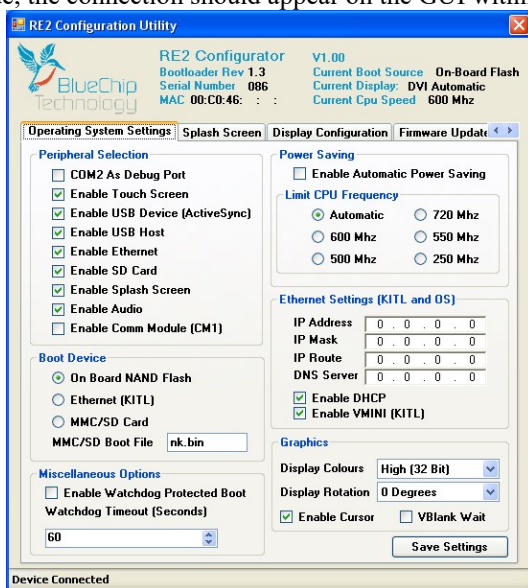 e, the connection should appear on the GUI within
RE2 Configuration Utility
BlueChip
Technology
RE2 Configurator V1.00
Bootloader Rev 1.3 Current Boot Source On-Board Flash
Serial Number 086 Current Display: DVI Automatic
MAC 00:C0:46: : : Current Cpu Speed 600 Mhz
Operating System Settings Splash Screen Display Configuration Firmware Update
Peripheral Selection
COM2 As Debug Port
Enable Touch Screen
Enable USB Device (ActiveSync)
Enable USB Host
Enable Ethernet
Enable SD Card
Enable Splash Screen
Enable Audio
Enable Comm Module (CM1)
Boot Device
On Board NAND Flash
Ethernet (KITL)
MMC/SD Card
MMC/SD Boot File nk.bin
Miscellaneous Options
Enable Watchdog Protected Boot
Watchdog Timeout (Seconds)
60
Power Saving
Enable Automatic Power Saving
Limit CPU Frequency
Automatic 720 Mhz
600 Mhz 550 Mhz
500 Mhz 250 Mhz
Ethernet Settings (KITL and OS)
IP Address 0 . 0 . 0 . 0
IP Mask 0 . 0 . 0 . 0
IP Route 0 . 0 . 0 . 0
DNS Server 0 . 0 . 0 . 0
Enable DHCP
Enable VMINI (KITL)
Graphics
Display Colours High (32 Bit)
Display Rotation 0 Degrees
Enable Cursor VBlank Wait
Save Settings
Device Connected